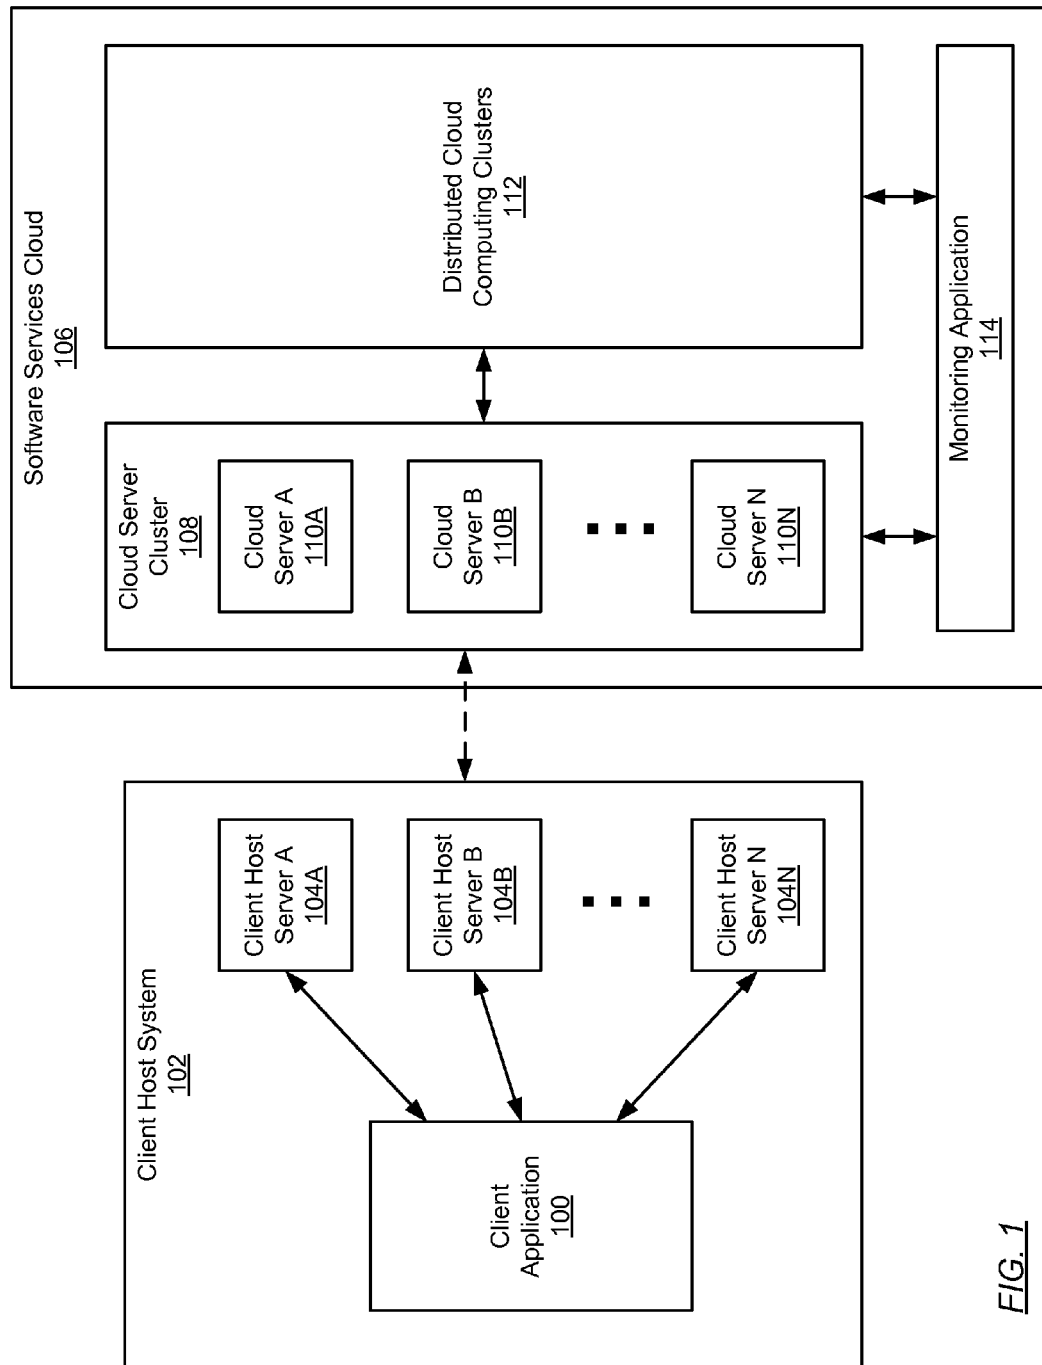 Client Host System
102
Client
Application
100
Client Host
Server A
104A
Client Host
Server B
104B
Client Host
Server N
104N
Software Services Cloud
106
Cloud Server
Cluster
108
Cloud
Server A
110A
Cloud
Server B
110B
Cloud
Server N
110N
Distributed Cloud
Computing Clusters
112
Monitoring Application
114
FIG. 1